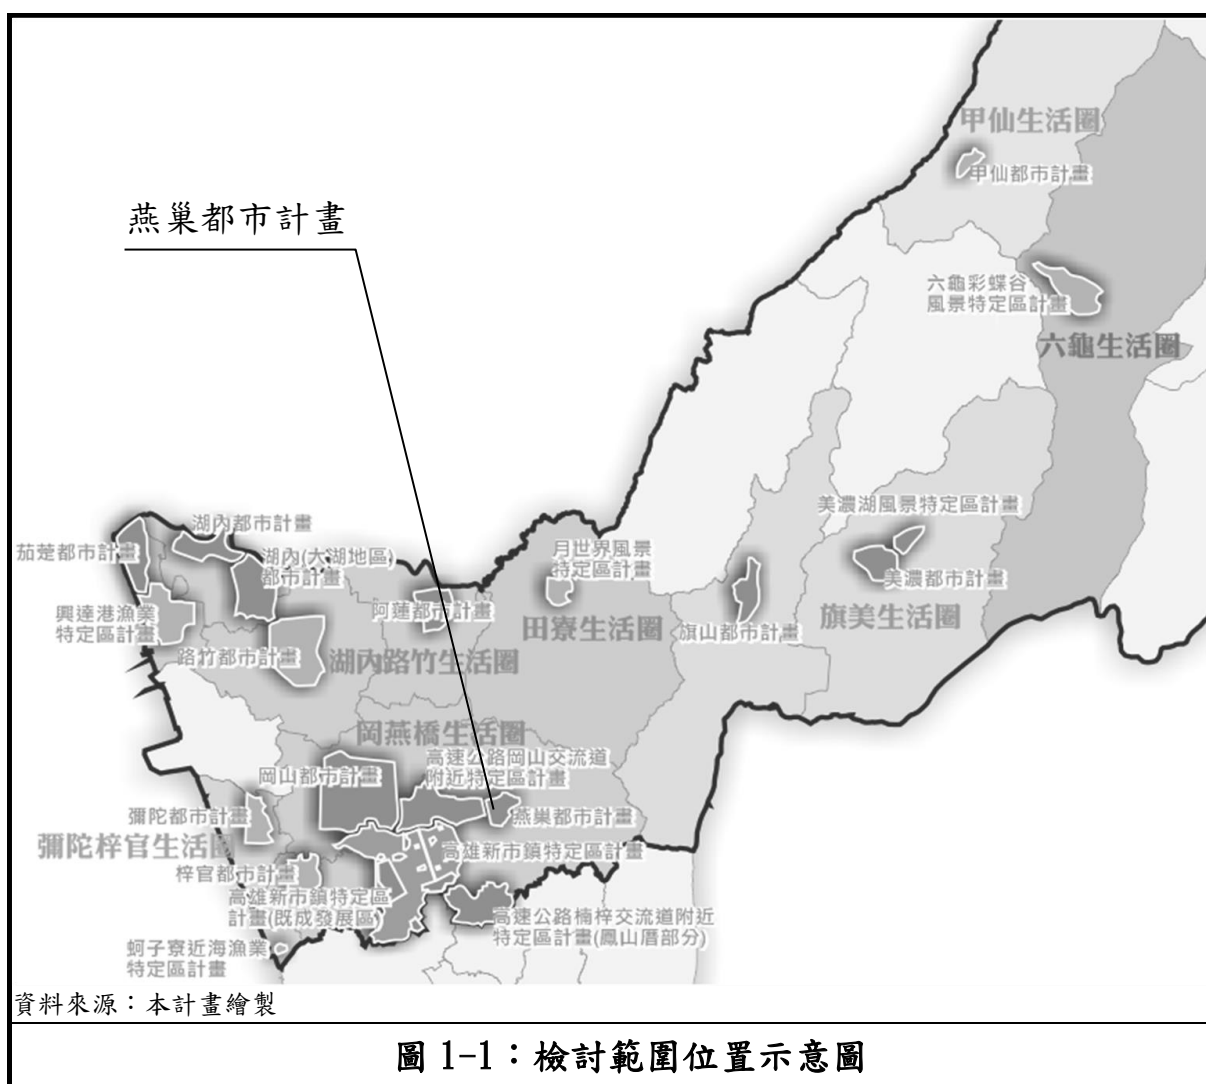 甲仙生活圈
甲仙都市計畫
燕巢都市計畫
六龜彩蝶谷
風景特定區計畫
六龜生活圈
美濃湖風景特定區計畫
湖內都市計畫
茄萣都市計畫
湖內(大湖地區)
都市計畫
月世界風景
特定區計畫
美濃都市計畫
興達港漁業
特定區計畫
阿蓮都市計畫
田寮生活圈
旗山都市計畫
旗美生活圈
路竹都市計畫
湖內路竹生活圈
岡燕橋生活圈
高速公路岡山交流道
附近特定區計畫
岡山都市計畫
彌陀都市計畫
燕巢都市計畫
彌陀梓官生活圈
高雄新市鎮特定區計畫
梓官都市計畫
高雄新市鎮特定區
計畫(既成發展區)
高速公路楠梓交流道附近
特定區計畫(鳳山厝部分)
蚵子寮近海漁業
特定區計畫
資料來源：本計畫繪製
圖 1-1：檢討範圍位置示意圖